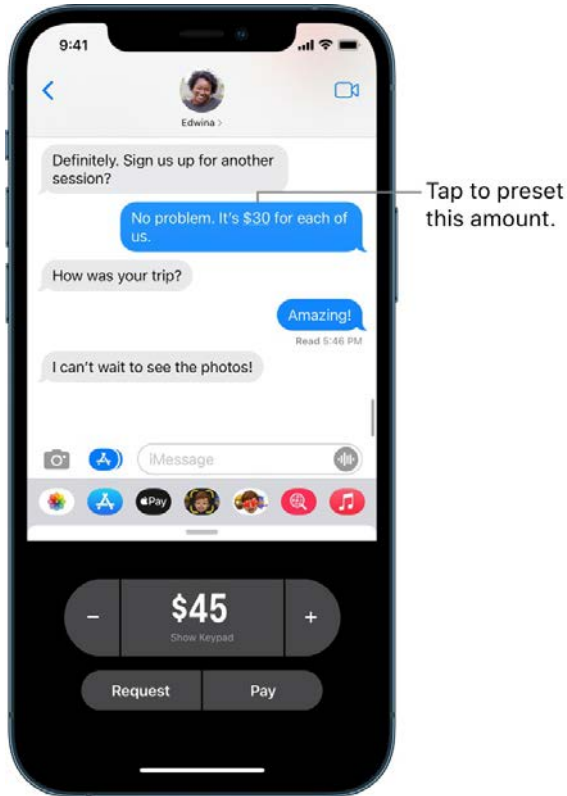 9:41
Edwina >
Definitely. Sign us up for another
session?
No problem. It's $30 for each of
us.
Tap to preset
this amount.
How was your trip?
Amazing!
Read 5:46 PM
I can't wait to see the photos!
iMessage
Pay
− $45 +
Show Keypad
Request Pay